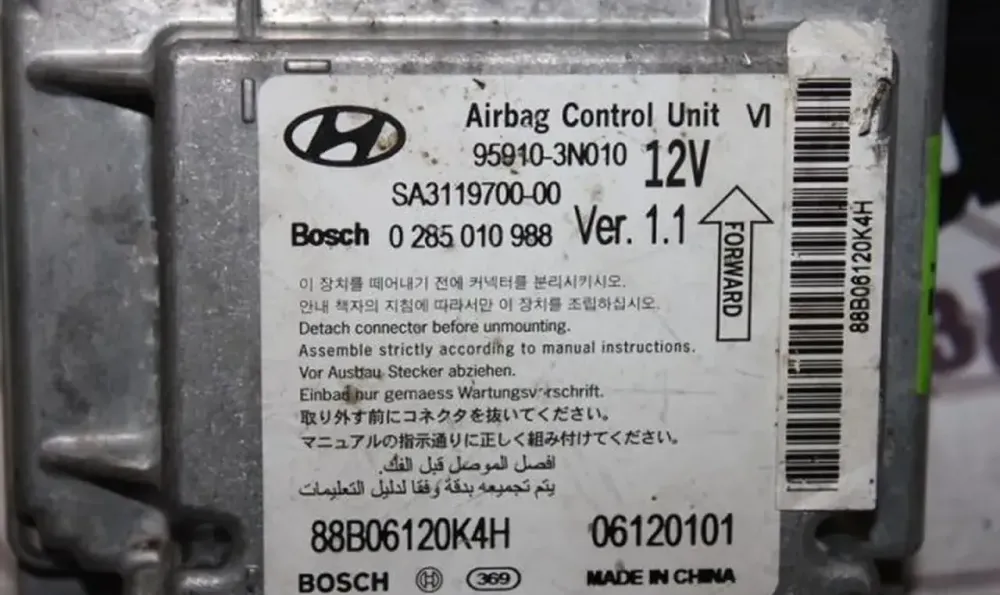 Airbag Control Unit VI
95910-3N010 12V
SA3119700-00
Bosch 0 285 010 988 Ver. 1.1
FORWARD
이 장치를 떼어내기 전에 커넥터를 분리시키시오.
안내 책자의 지침에 따라서만 이 장치를 조립하십시오.
Detach connector before unmounting.
Assemble strictly according to manual instructions.
Vor Ausbau Stecker abziehen.
Einbau nur gemaess Wartungsvorschrift.
取り外す前にコネクタを抜いてください。
マニュアルの指示通りに正しく組み付けてください。
افصل الموصل قبل الفك.
يتم تجميعه بدقة وفقا لدليل التعليمات
88B06120K4H 06120101
BOSCH 369 MADE IN CHINA
88B06120K4H